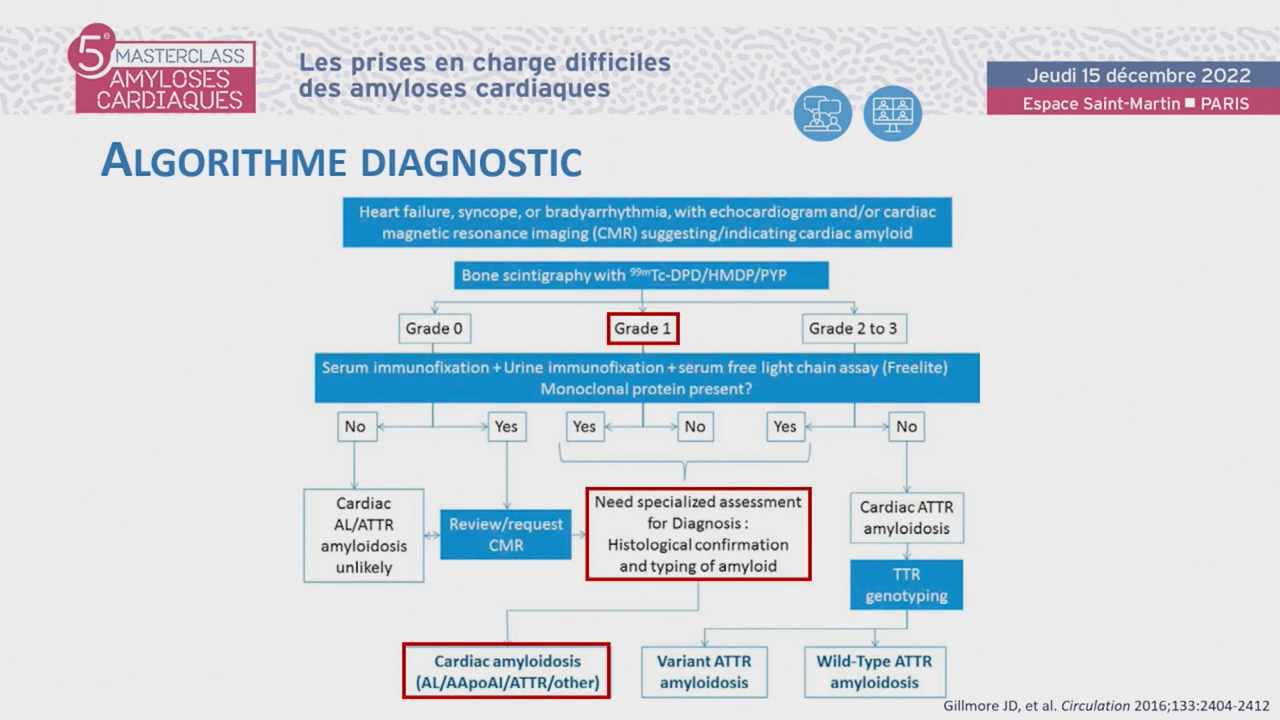 5e MASTERCLASS
AMYLOSES
CARDIAQUES
Les prises en charge difficiles
des amyloses cardiaques
Jeudi 15 décembre 2022
Espace Saint-Martin ■ PARIS
ALGORITHME DIAGNOSTIC
Heart failure, syncope, or bradyarrhythmia, with echocardiogram and/or cardiac
magnetic resonance imaging (CMR) suggesting/indicating cardiac amyloid
Bone scintigraphy with 99mTc-DPD/HMDP/PYP
Grade 0
Grade 1
Grade 2 to 3
Serum immunofixation + Urine immunofixation + serum free light chain assay (Freelite)
Monoclonal protein present?
No
Yes
Yes
No
Yes
No
Cardiac
AL/ATTR
amyloidosis
unlikely
Review/request
CMR
Need specialized assessment
for Diagnosis :
Histological confirmation
and typing of amyloid
Cardiac ATTR
amyloidosis
TTR
genotyping
Cardiac amyloidosis
(AL/AApoAI/ATTR/other)
Variant ATTR
amyloidosis
Wild-Type ATTR
amyloidosis
Gillmore JD, et al. Circulation 2016;133:2404-2412